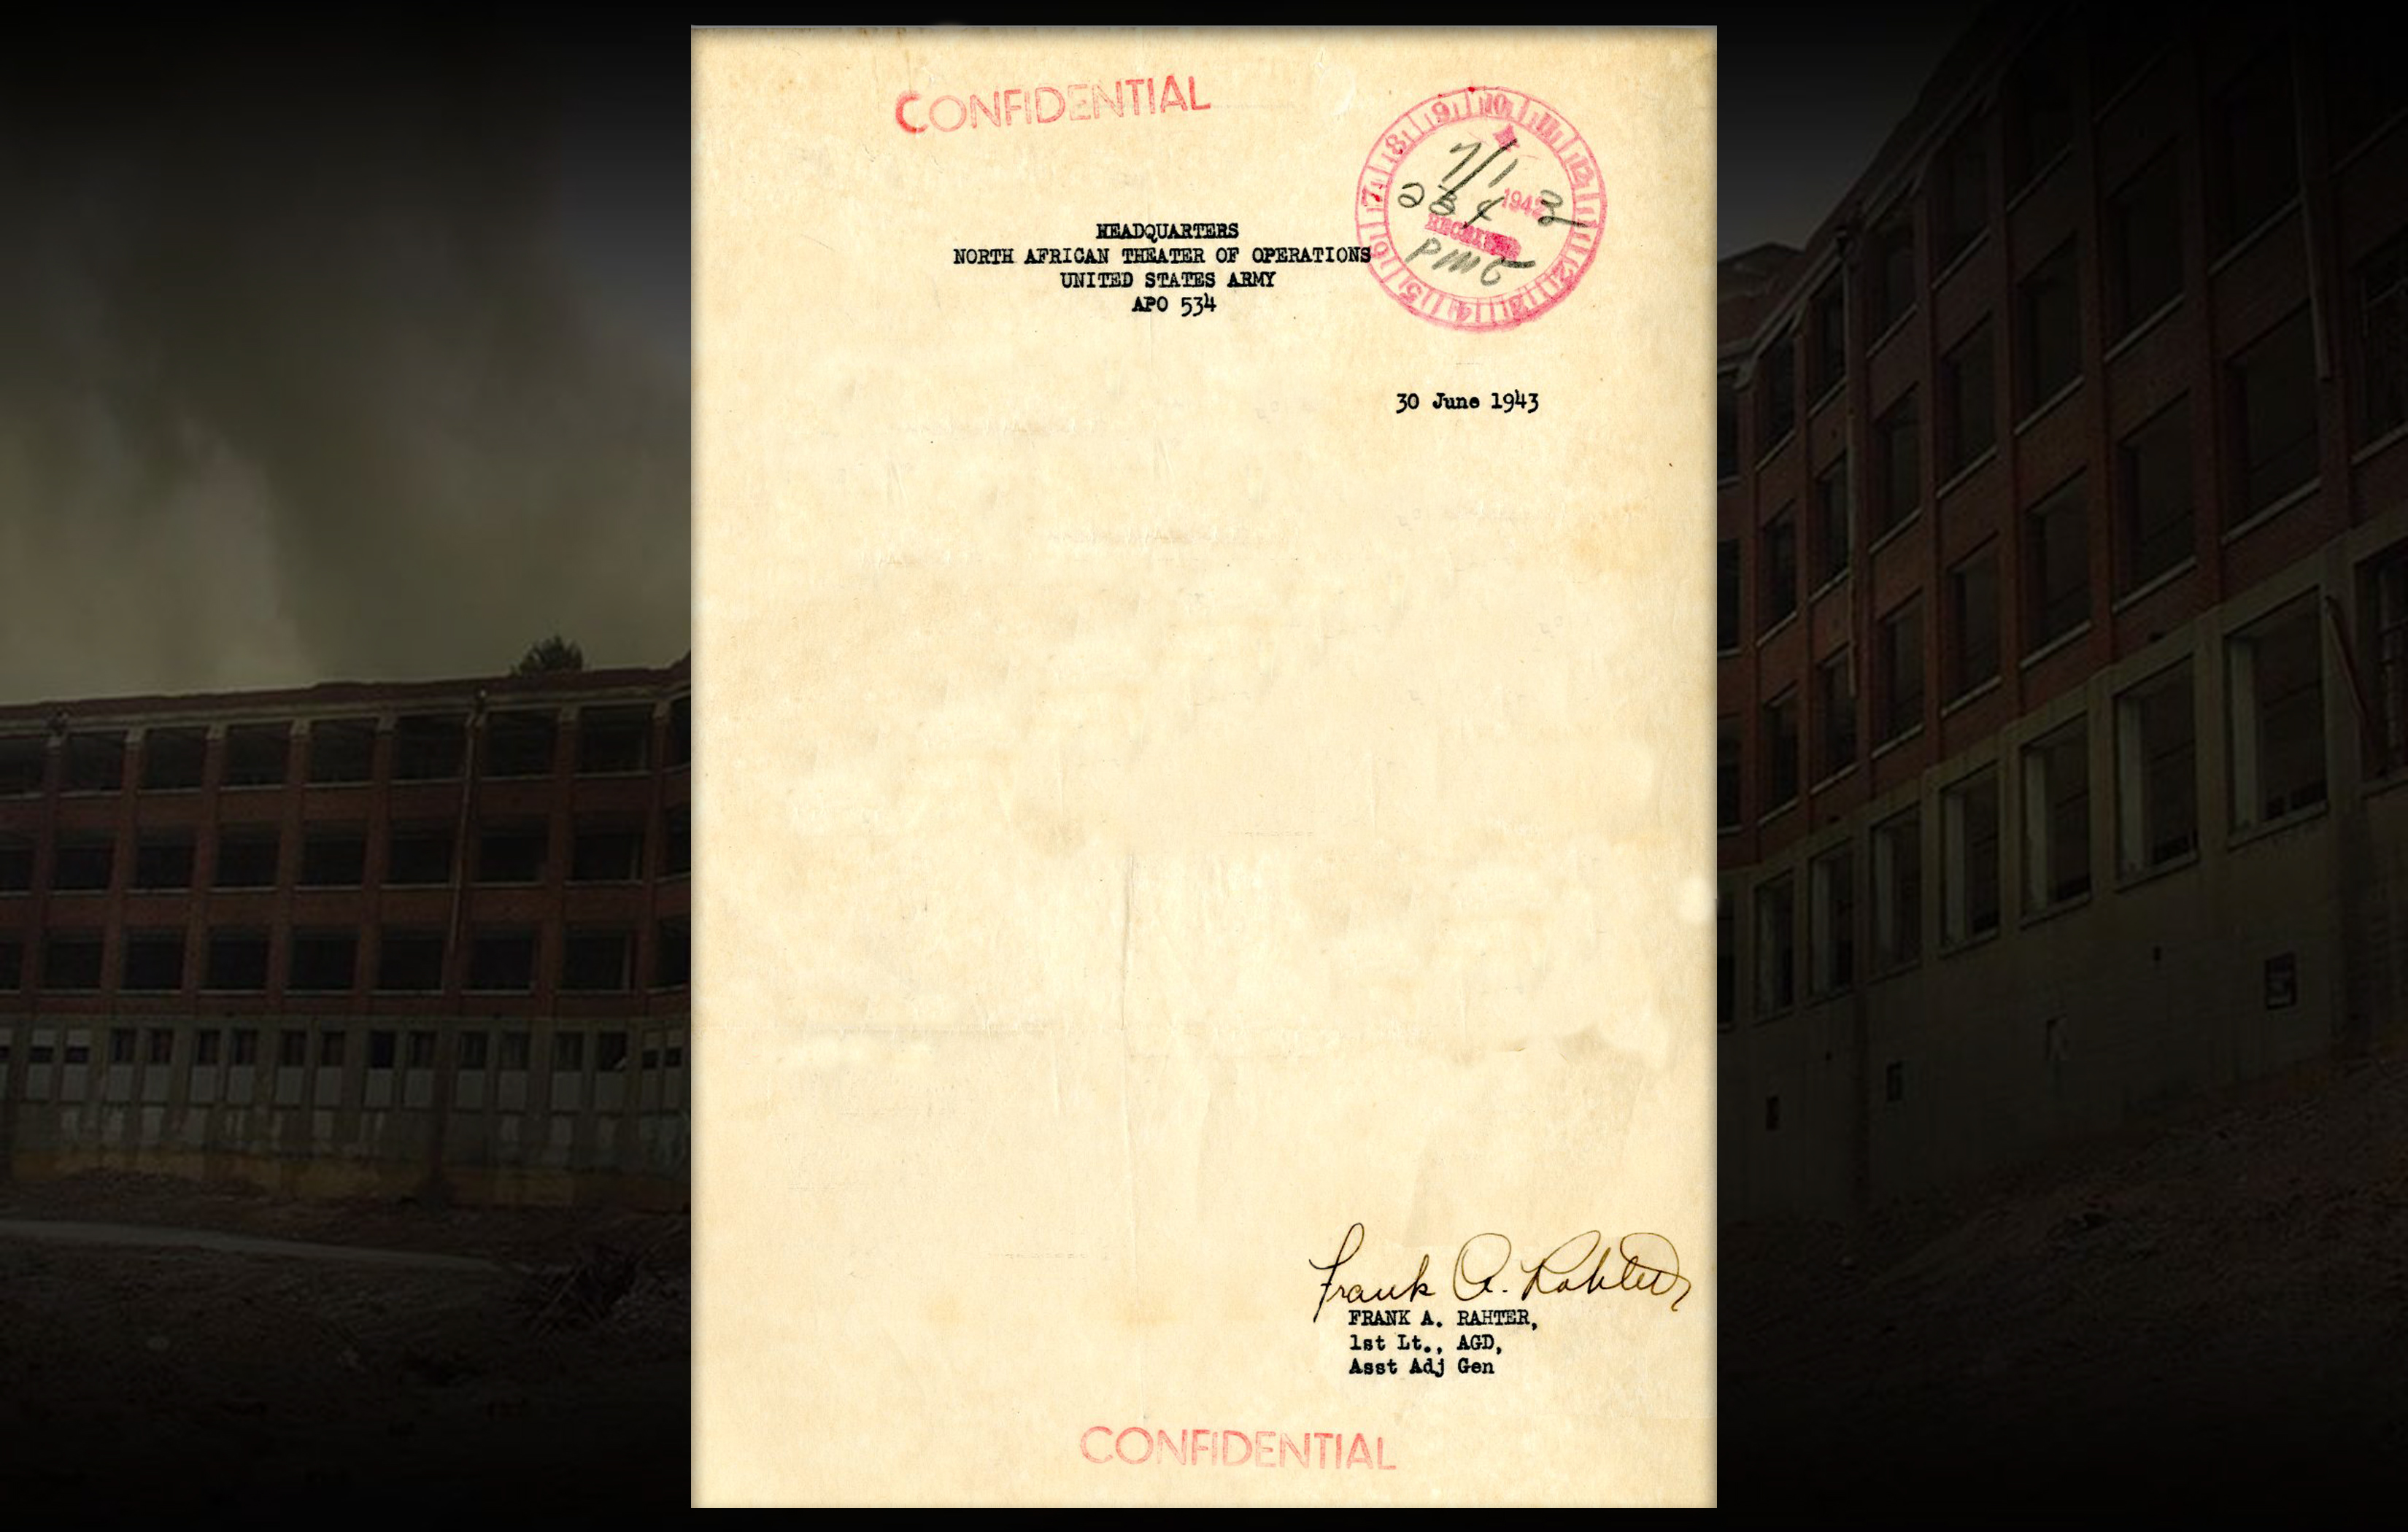 CONFIDENTIAL
9 10 11 12 1 2 3 4 5 6 7 8
7/1
1942 3
RECEIVED
PMG
HEADQUARTERS
NORTH AFRICAN THEATER OF OPERATIONS
UNITED STATES ARMY
APO 534
30 June 1943
Frank A. Rahter
FRANK A. RAHTER,
1st Lt., AGD,
Asst Adj Gen
CONFIDENTIAL